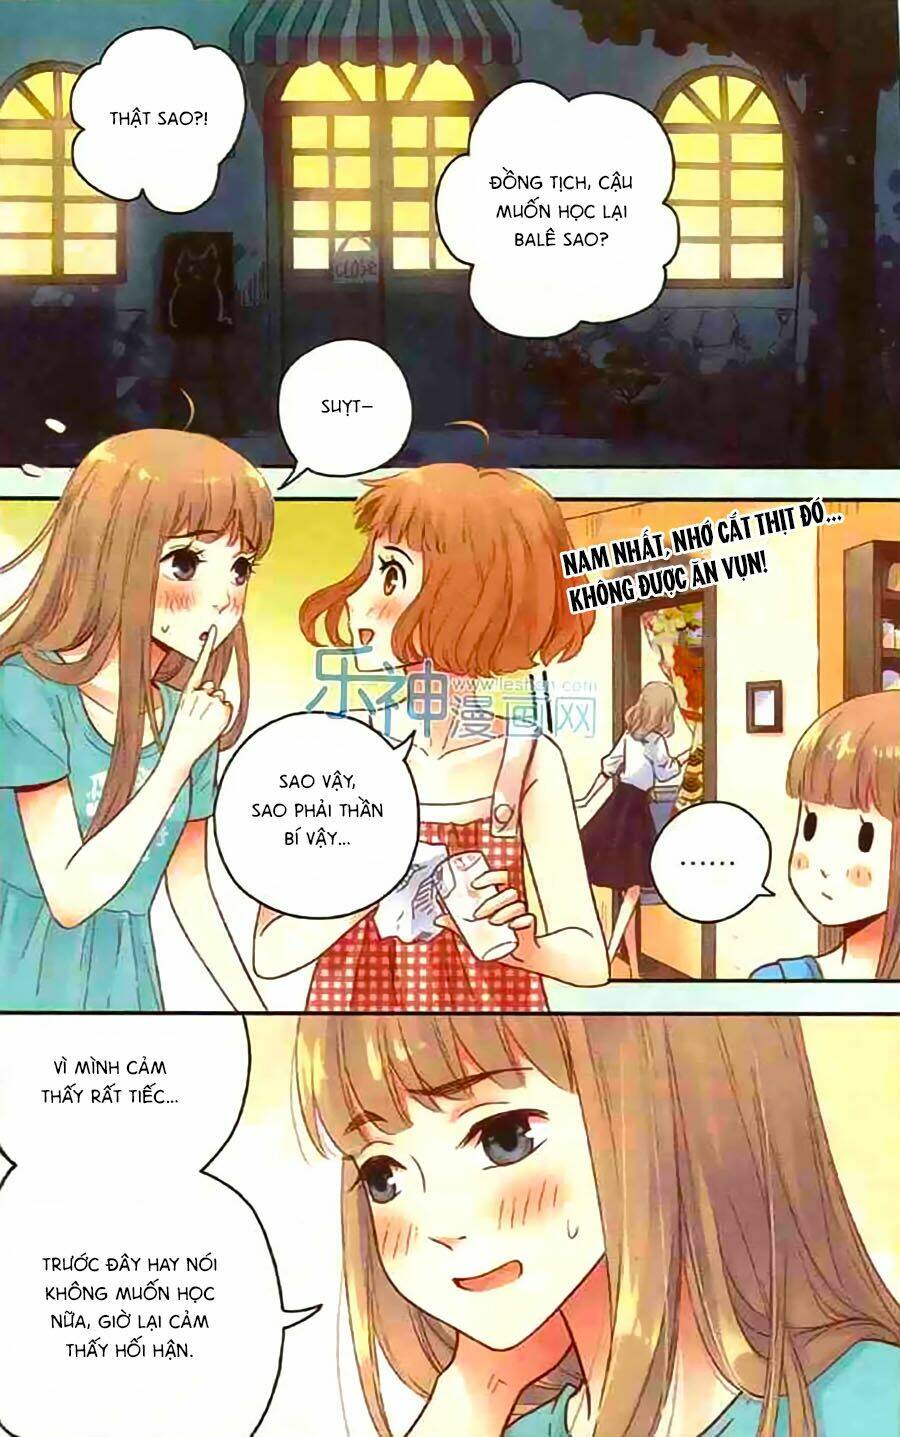 THẬT SAO?!
ĐỒNG TỊCH, CẬU
MUỐN HỌC LẠI
BALÊ SAO?
CLOSE
SUỴT–
NAM NHẤT, NHỚ CẮT THỊT ĐÓ...
KHÔNG ĐƯỢC ĂN VỤN!
乐神漫画网
SAO VẬY,
SAO PHẢI THẦN
BÍ VẬY...
......
VÌ MÌNH CẢM
THẤY RẤT TIẾC...
TRƯỚC ĐÂY HAY NÓI
KHÔNG MUỐN HỌC
NỮA, GIỜ LẠI CẢM
THẤY HỐI HẬN.